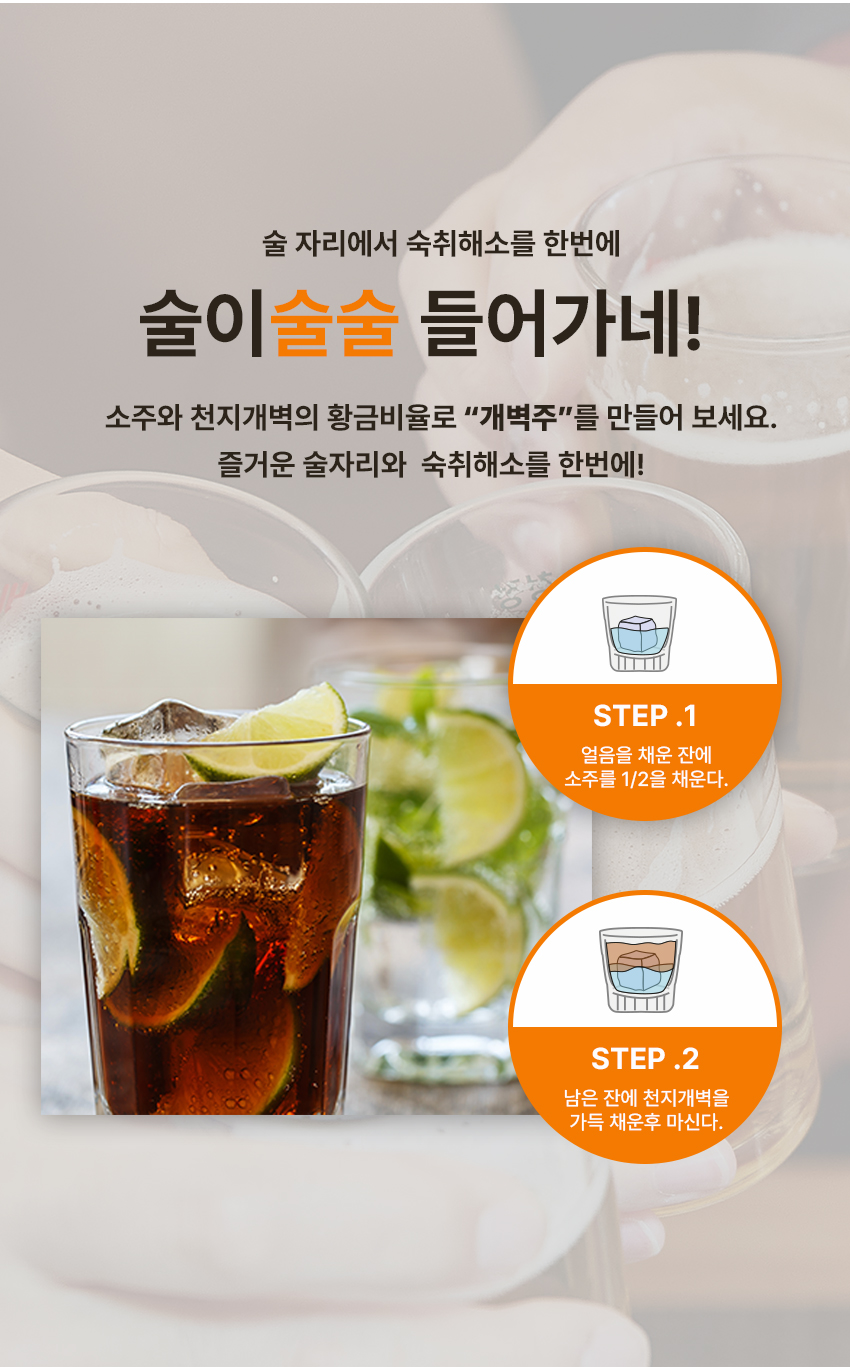 술 자리에서 숙취해소를 한번에
술이술술 들어가네!
소주와 천지개벽의 황금비율로 “개벽주”를 만들어 보세요.
즐거운 술자리와 숙취해소를 한번에!
STEP .1
얼음을 채운 잔에
소주를 1/2을 채운다.
STEP .2
남은 잔에 천지개벽을
가득 채운후 마신다.